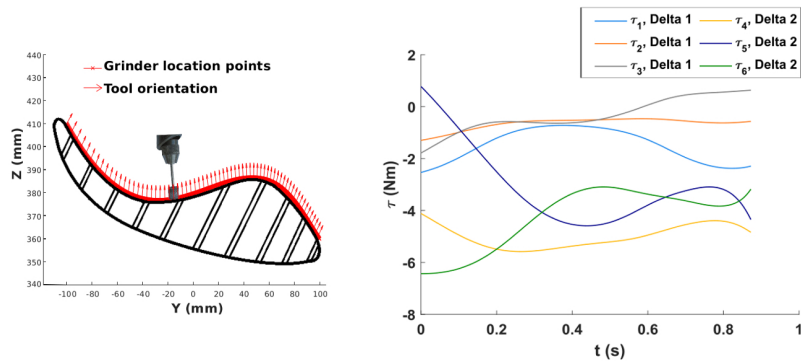 440
430
420
410
400
390
380
370
360
350
340
Z (mm)
Grinder location points
Tool orientation
-100 -80 -60 -40 -20 0 20 40 60 80 100
Y (mm)
τ1, Delta 1
τ2, Delta 1
τ3, Delta 1
τ4, Delta 2
τ5, Delta 2
τ6, Delta 2
2
0
-2
-4
-6
-8
τ (Nm)
0 0.2 0.4 0.6 0.8 1
t (s)